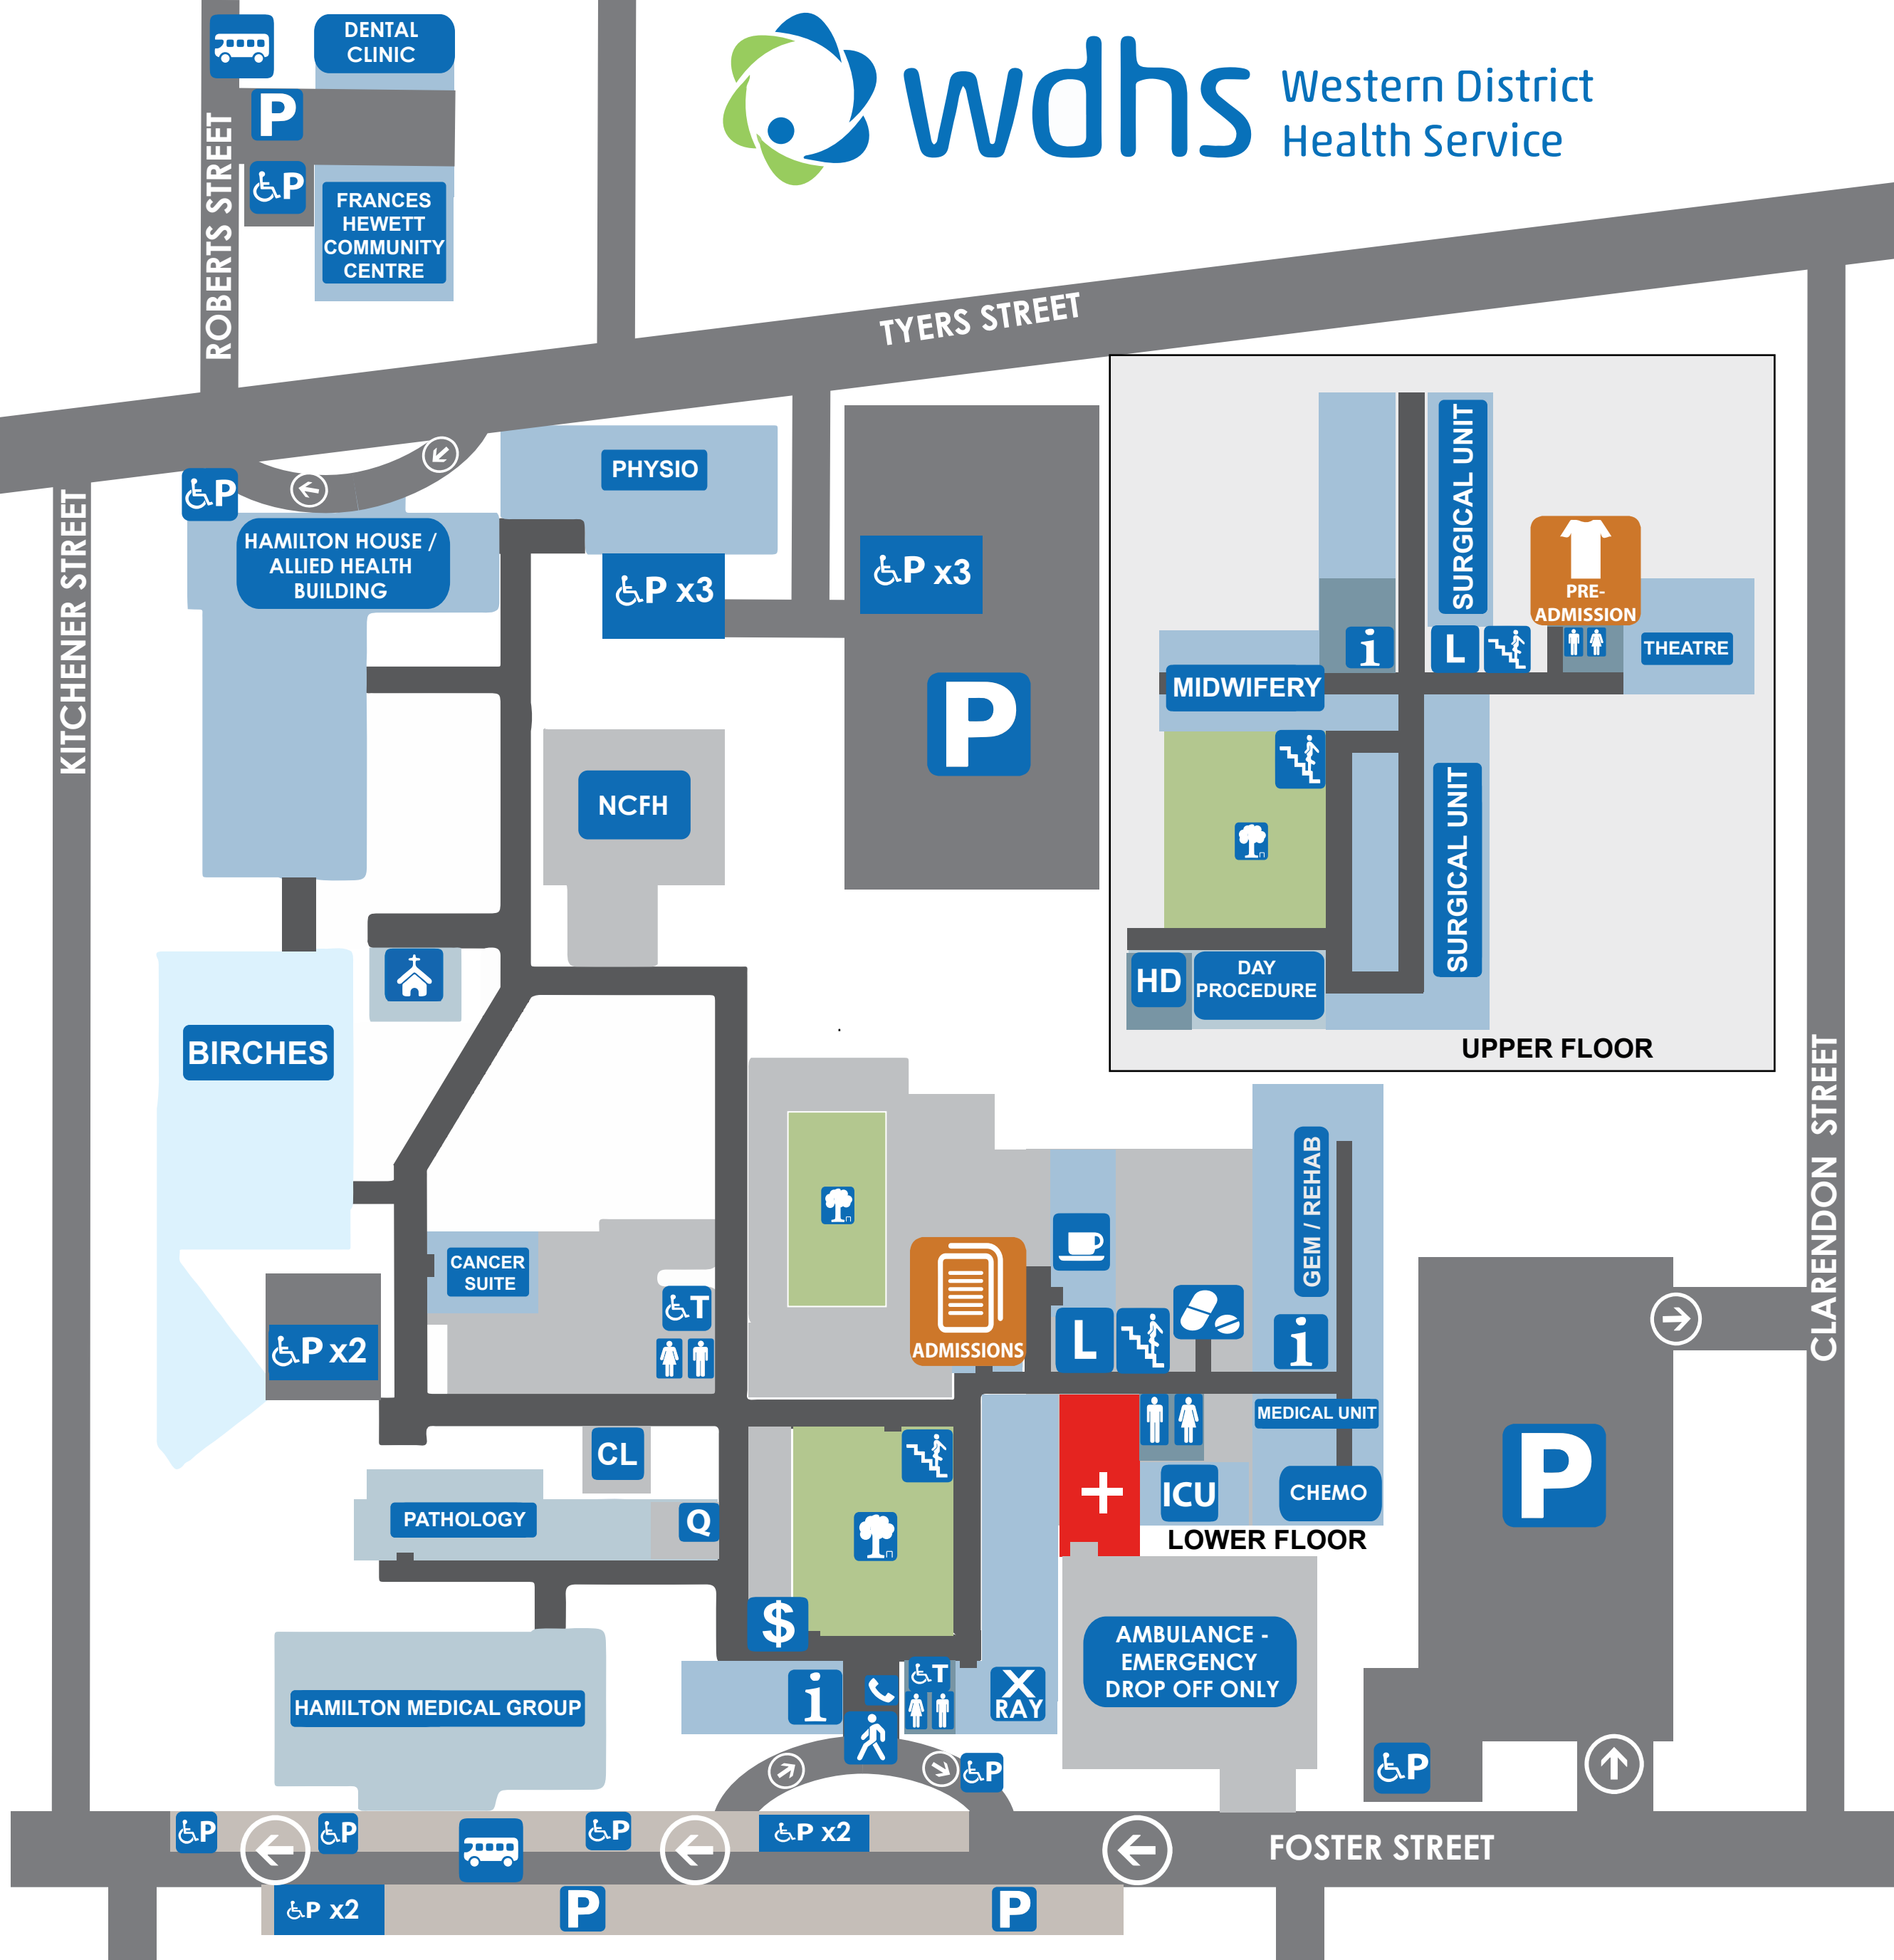 DENTAL
CLINIC
P
P
ROBERTS STREET
FRANCES
HEWETT
COMMUNITY
CENTRE
wdhs
Western District
Health Service
TYERS STREET
P
PHYSIO
HAMILTON HOUSE /
ALLIED HEALTH
BUILDING
P x3
P x3
P
KITCHENER STREET
NCFH
SURGICAL UNIT
PRE-
ADMISSION
i
L
THEATRE
MIDWIFERY
SURGICAL UNIT
HD
DAY
PROCEDURE
UPPER FLOOR
CLARENDON STREET
BIRCHES
CANCER
SUITE
T
P x2
ADMISSIONS
L
GEM / REHAB
i
MEDICAL UNIT
CL
ICU
CHEMO
P
PATHOLOGY
Q
LOWER FLOOR
$
AMBULANCE -
EMERGENCY
DROP OFF ONLY
HAMILTON MEDICAL GROUP
i
T
X
RAY
P
P
P
P
P
P x2
FOSTER STREET
P x2
P
P